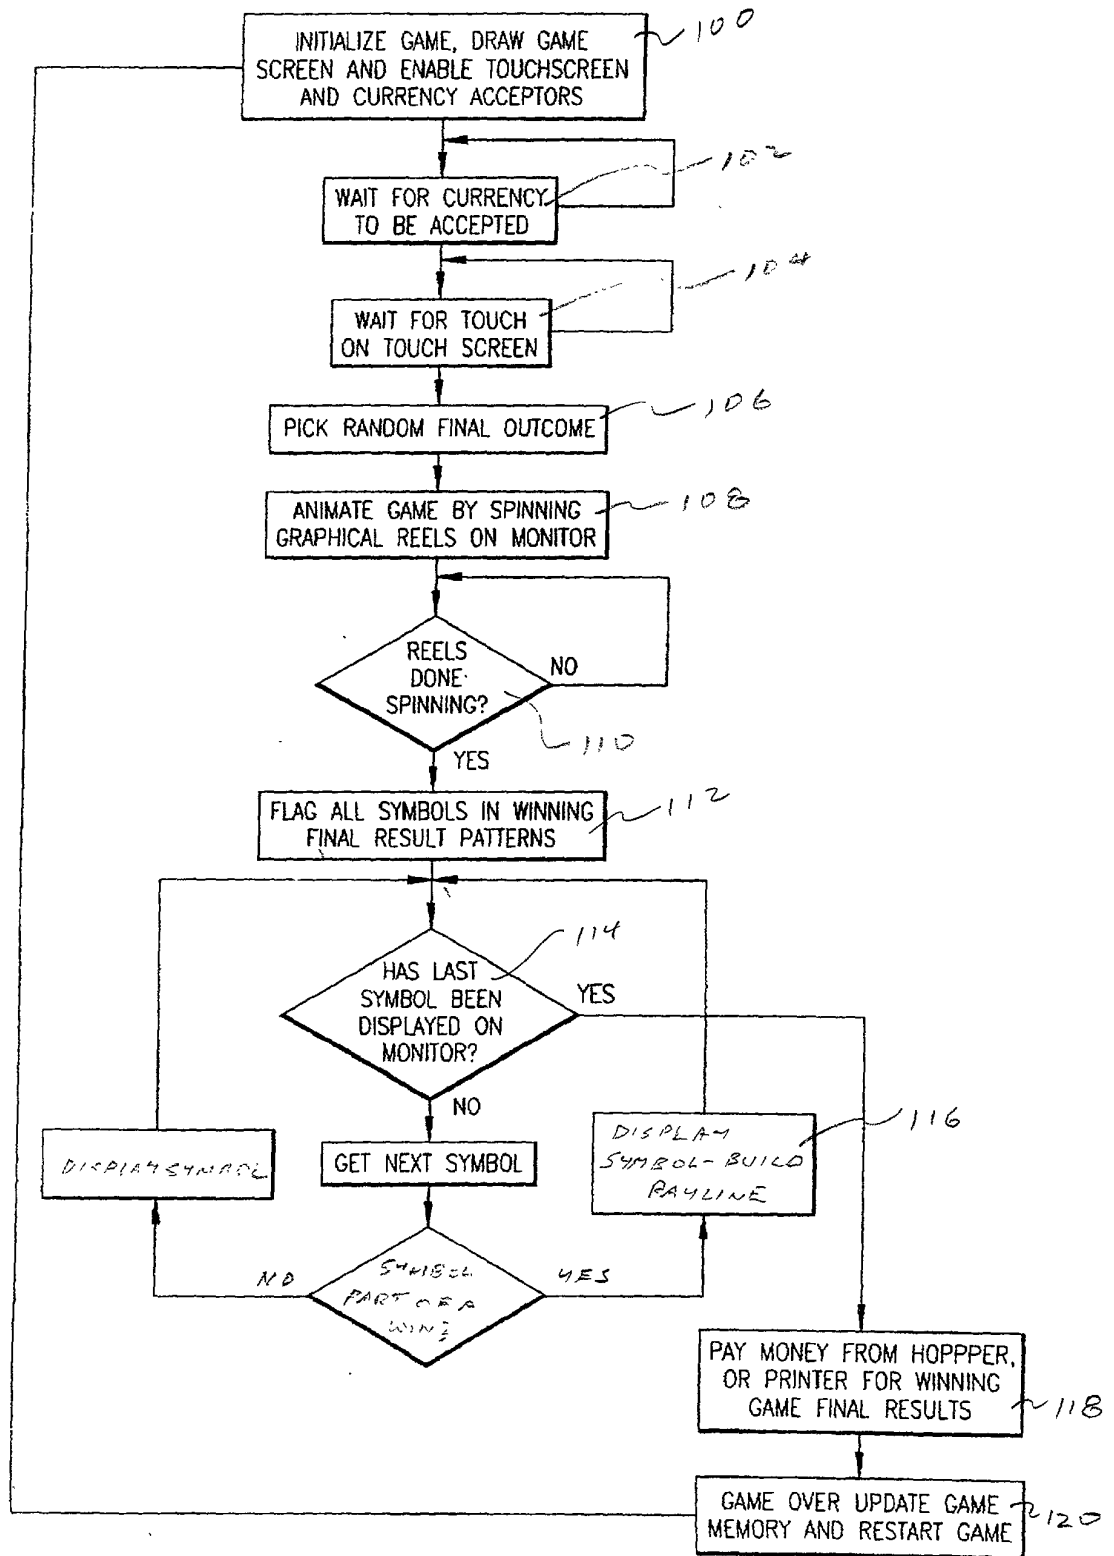 INITIALIZE GAME, DRAW GAME
SCREEN AND ENABLE TOUCHSCREEN
AND CURRENCY ACCEPTORS
100
WAIT FOR CURRENCY
TO BE ACCEPTED
102
WAIT FOR TOUCH
ON TOUCH SCREEN
104
PICK RANDOM FINAL OUTCOME
106
ANIMATE GAME BY SPINNING
GRAPHICAL REELS ON MONITOR
108
REELS
DONE
SPINNING?
NO
110
YES
FLAG ALL SYMBOLS IN WINNING
FINAL RESULT PATTERNS
112
HAS LAST
SYMBOL BEEN
DISPLAYED ON
MONITOR?
114
YES
NO
DISPLAY SYMBOL
GET NEXT SYMBOL
DISPLAY
SYMBOL-BUILD
PAYLINE
116
NO
SYMBOL
PART OF A
WIN?
YES
PAY MONEY FROM HOPPPER,
OR PRINTER FOR WINNING
GAME FINAL RESULTS
118
GAME OVER UPDATE GAME
MEMORY AND RESTART GAME
120